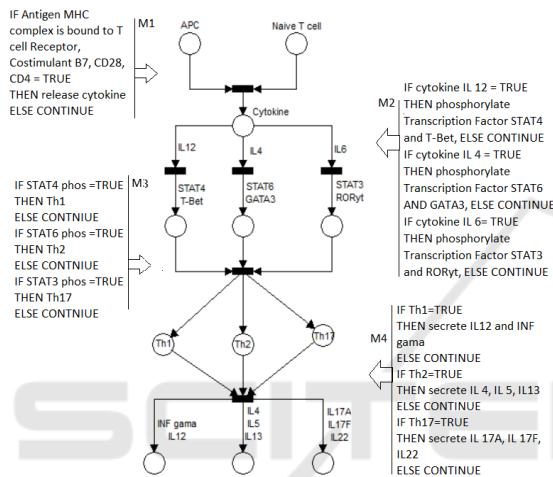 IF Antigen MHC
complex is bound to T
cell Receptor,
Costimulant B7, CD28,
CD4 = TRUE
THEN release cytokine
ELSE CONTINUE
M1
APC
Naive T cell
Cytokine
IL12
IL4
IL6
STAT4
T-Bet
STAT6
GATA3
STAT3
RORyt
M2
IF cytokine IL 12 = TRUE
THEN phosphorylate
Transcription Factor STAT4
and T-Bet, ELSE CONTINUE
IF cytokine IL 4 = TRUE
THEN phosphorylate
Transcription Factor STAT6
AND GATA3, ELSE CONTINUE
IF cytokine IL 6= TRUE
THEN phosphorylate
Transcription Factor STAT3
and RORyt, ELSE CONTINUE
M3
IF STAT4 phos =TRUE
THEN Th1
ELSE CONTNIUE
IF STAT6 phos =TRUE
THEN Th2
ELSE CONTNIUE
IF STAT3 phos =TRUE
THEN Th17
ELSE CONTNIUE
Th1
Th2
Th17
M4
IF Th1=TRUE
THEN secrete IL12 and INF
gama
ELSE CONTINUE
IF Th2=TRUE
THEN secrete IL 4, IL 5, IL13
ELSE CONTINUE
IF Th17=TRUE
THEN secrete IL 17A, IL 17F,
IL22
ELSE CONTINUE
INF gama
IL12
IL4
IL5
IL13
IL17A
IL17F
IL22